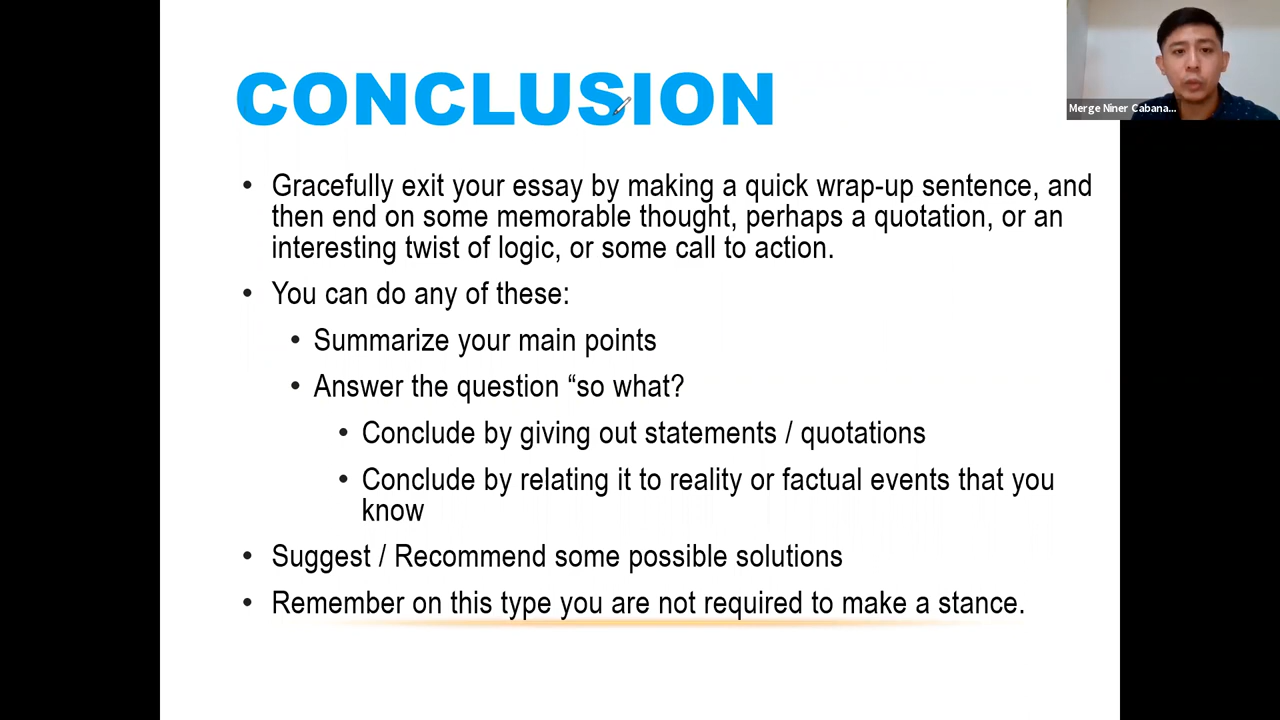 CONCLUSION
Merge Niner Cabana...
• Gracefully exit your essay by making a quick wrap-up sentence, and
then end on some memorable thought, perhaps a quotation, or an
interesting twist of logic, or some call to action.
• You can do any of these:
• Summarize your main points
• Answer the question “so what?
• Conclude by giving out statements / quotations
• Conclude by relating it to reality or factual events that you
know
• Suggest / Recommend some possible solutions
• Remember on this type you are not required to make a stance.